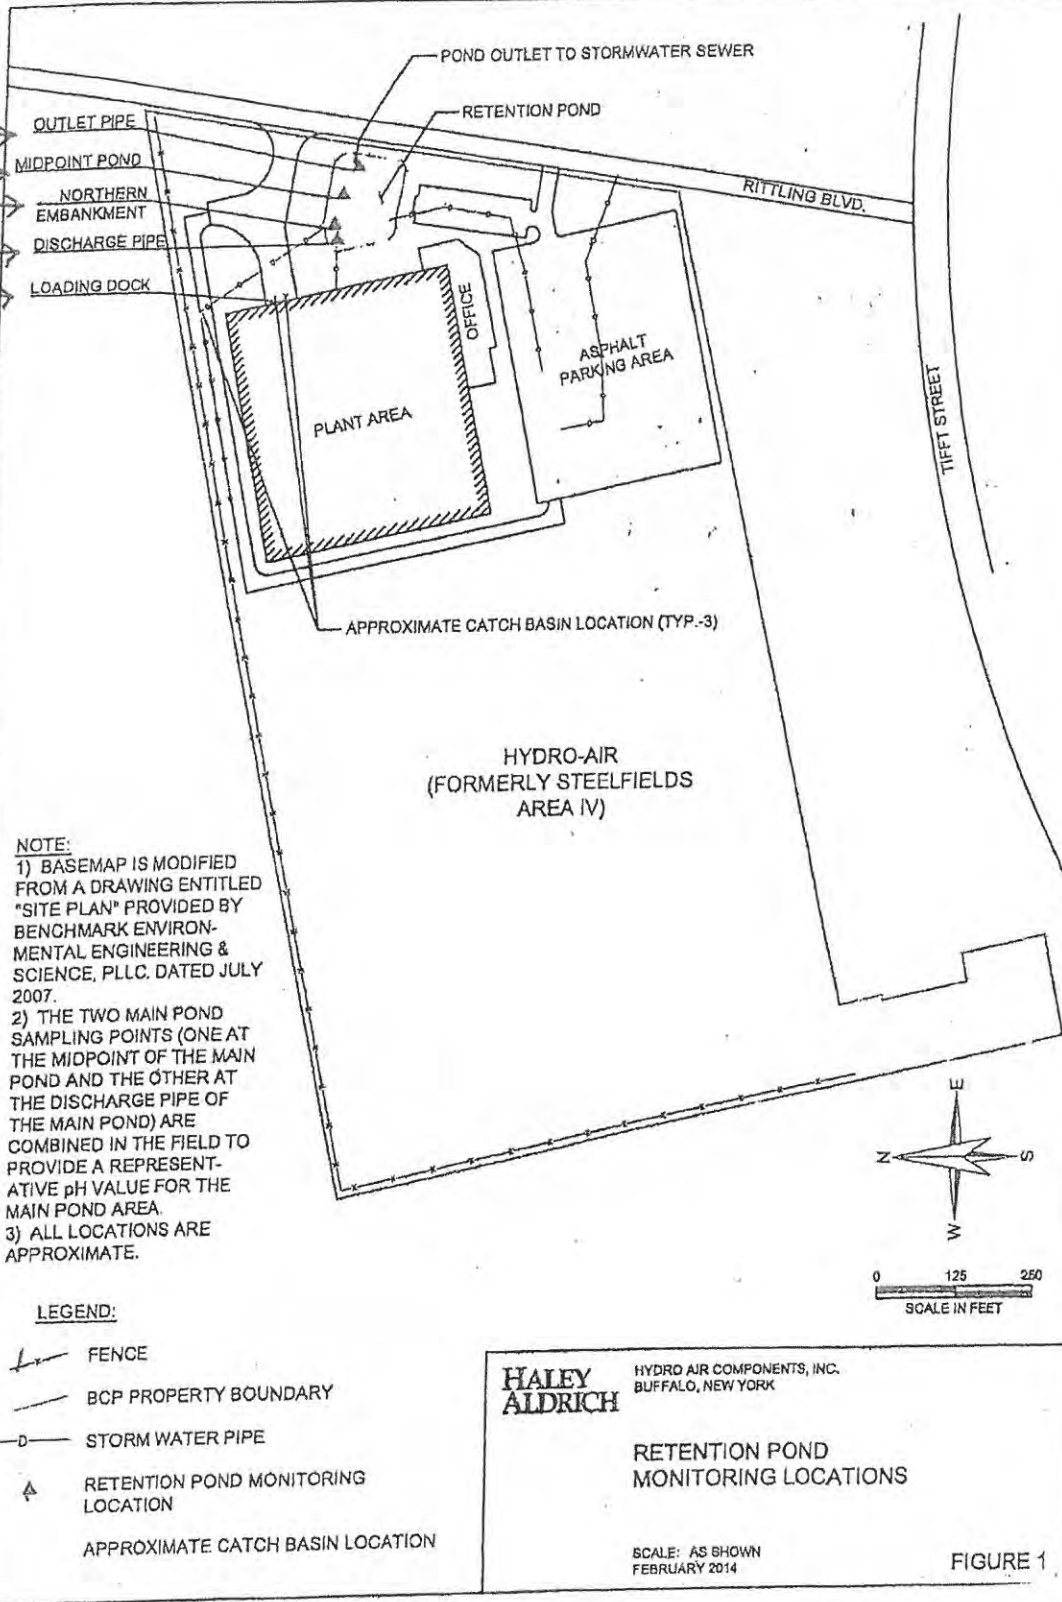 POND OUTLET TO STORMWATER SEWER
RETENTION POND
OUTLET PIPE
MIDPOINT POND
NORTHERN
EMBANKMENT
DISCHARGE PIPE
LOADING DOCK
RITTLING BLVD.
OFFICE
ASPHALT
PARKING AREA
PLANT AREA
TIFFT STREET
APPROXIMATE CATCH BASIN LOCATION (TYP.-3)
HYDRO-AIR
(FORMERLY STEELFIELDS
AREA IV)
NOTE:
1) BASEMAP IS MODIFIED
FROM A DRAWING ENTITLED
"SITE PLAN" PROVIDED BY
BENCHMARK ENVIRON-
MENTAL ENGINEERING &
SCIENCE, PLLC. DATED JULY
2007.
2) THE TWO MAIN POND
SAMPLING POINTS (ONE AT
THE MIDPOINT OF THE MAIN
POND AND THE OTHER AT
THE DISCHARGE PIPE OF
THE MAIN POND) ARE
COMBINED IN THE FIELD TO
PROVIDE A REPRESENT-
ATIVE pH VALUE FOR THE
MAIN POND AREA.
3) ALL LOCATIONS ARE
APPROXIMATE.
E
N
S
W
0 125 250
SCALE IN FEET
LEGEND:
FENCE
BCP PROPERTY BOUNDARY
STORM WATER PIPE
RETENTION POND MONITORING
LOCATION
APPROXIMATE CATCH BASIN LOCATION
HALEY
ALDRICH
HYDRO AIR COMPONENTS, INC.
BUFFALO, NEW YORK
RETENTION POND
MONITORING LOCATIONS
SCALE: AS SHOWN
FEBRUARY 2014
FIGURE 1